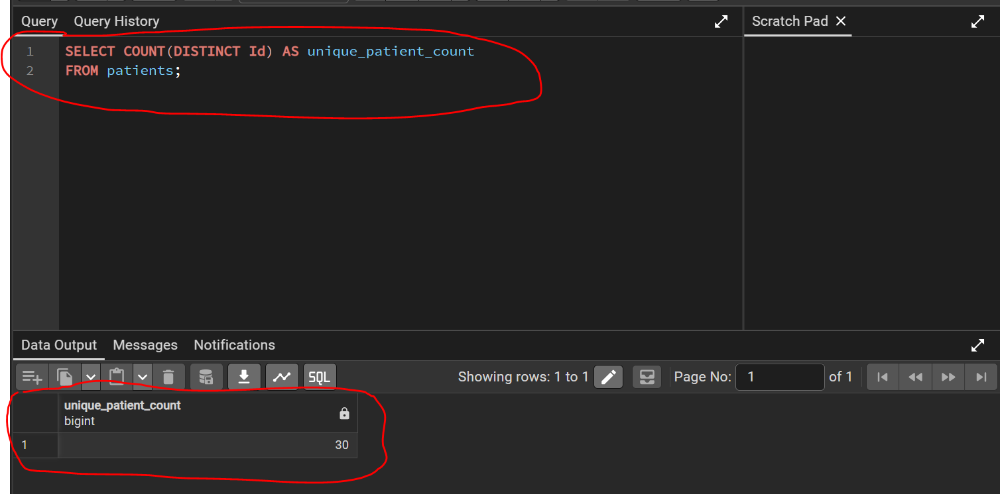 Query Query History Scratch Pad
1 SELECT COUNT(DISTINCT Id) AS unique_patient_count
2 FROM patients;
Data Output Messages Notifications
SQL Showing rows: 1 to 1 Page No: 1 of 1
unique_patient_count
bigint
1 30